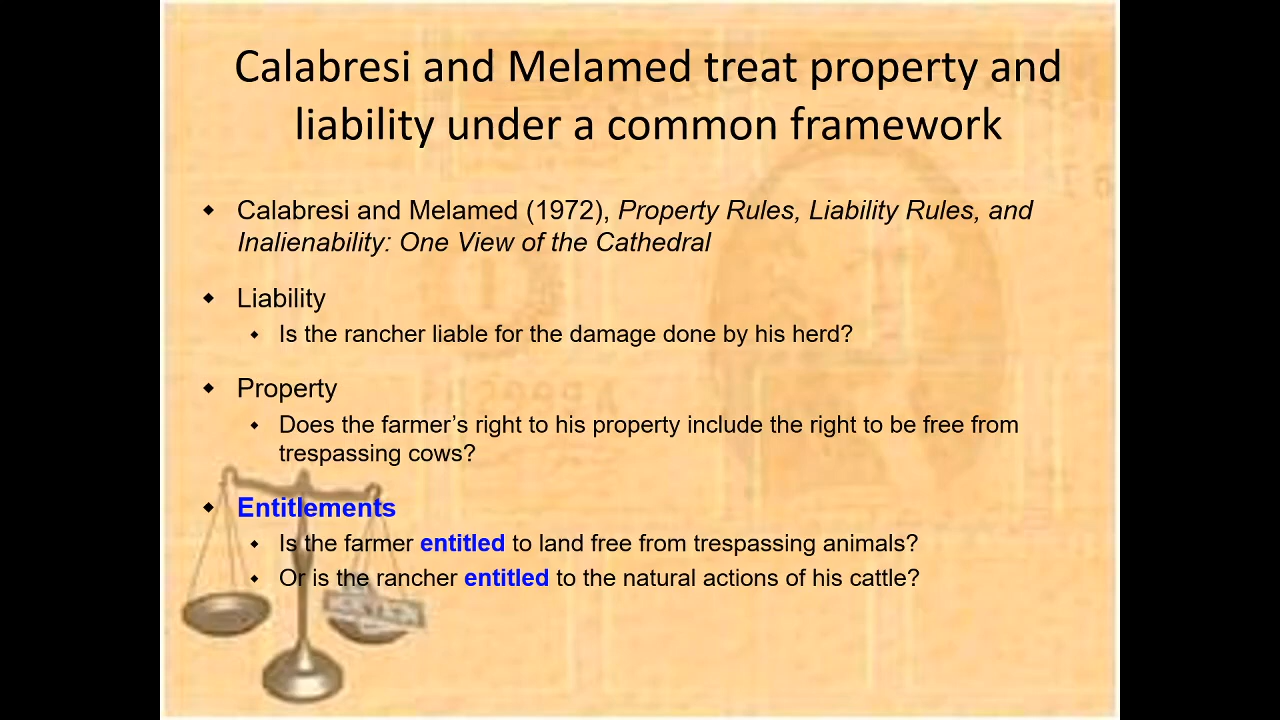 Calabresi and Melamed treat property and
liability under a common framework
Calabresi and Melamed (1972), Property Rules, Liability Rules, and
Inalienability: One View of the Cathedral
Liability
Is the rancher liable for the damage done by his herd?
Property
Does the farmer’s right to his property include the right to be free from
trespassing cows?
Entitlements
Is the farmer entitled to land free from trespassing animals?
Or is the rancher entitled to the natural actions of his cattle?